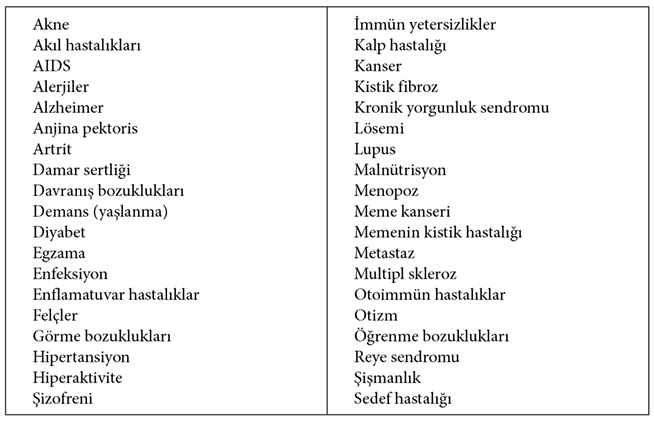 Akne
Akıl hastalıkları
AIDS
Alerjiler
Alzheimer
Anjina pektoris
Artrit
Damar sertliği
Davranış bozuklukları
Demans (yaşlanma)
Diyabet
Egzama
Enfeksiyon
Enflamatuvar hastalıklar
Felçler
Görme bozuklukları
Hipertansiyon
Hiperaktivite
Şizofreni
İmmün yetersizlikler
Kalp hastalığı
Kanser
Kistik fibroz
Kronik yorgunluk sendromu
Lösemi
Lupus
Malnütrisyon
Menopoz
Meme kanseri
Memenin kistik hastalığı
Metastaz
Multipl skleroz
Otoimmün hastalıklar
Otizm
Öğrenme bozuklukları
Reye sendromu
Şişmanlık
Sedef hastalığı